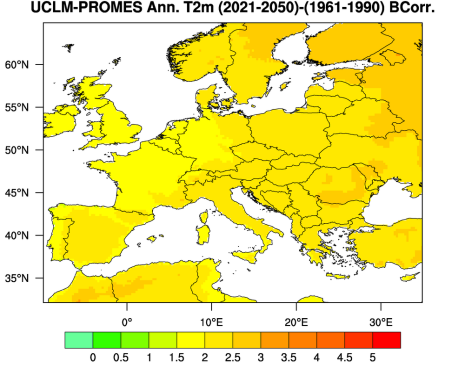 UCLM-PROMES Ann. T2m (2021-2050)-(1961-1990) BCorr.
60°N
55°N
50°N
45°N
40°N
35°N
0° 10°E 20°E 30°E
0 0.5 1 1.5 2 2.5 3 3.5 4 4.5 5